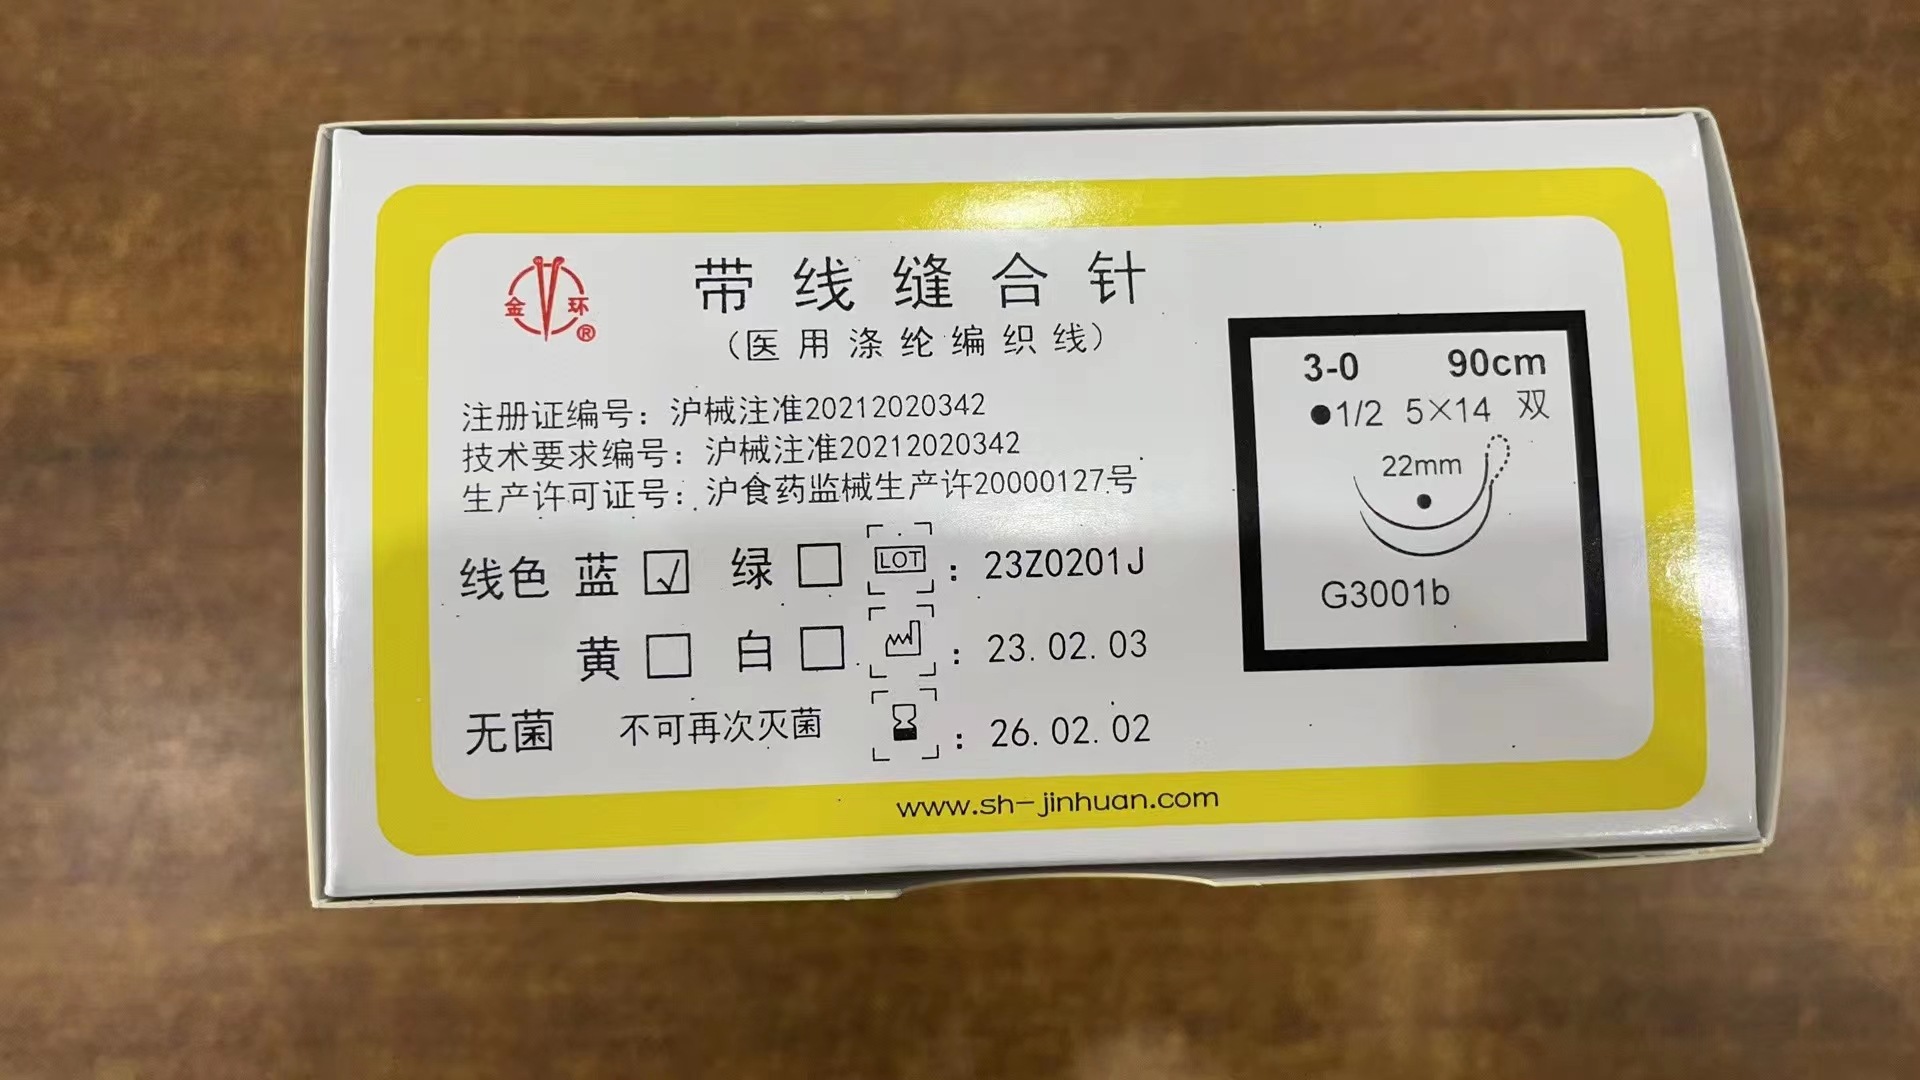 金环®
带线缝合针
（医用涤纶编织线）
注册证编号：沪械注准20212020342
技术要求编号：沪械注准20212020342
生产许可证号：沪食药监械生产许20000127号
线色 蓝 ☑ 绿 ☐ LOT：23Z0201J
黄 ☐ 白 ☐ ：23.02.03
无菌 不可再次灭菌 ：26.02.02
3-0 90cm
●1/2 5×14 双
22mm
G3001b
www.sh-jinhuan.com